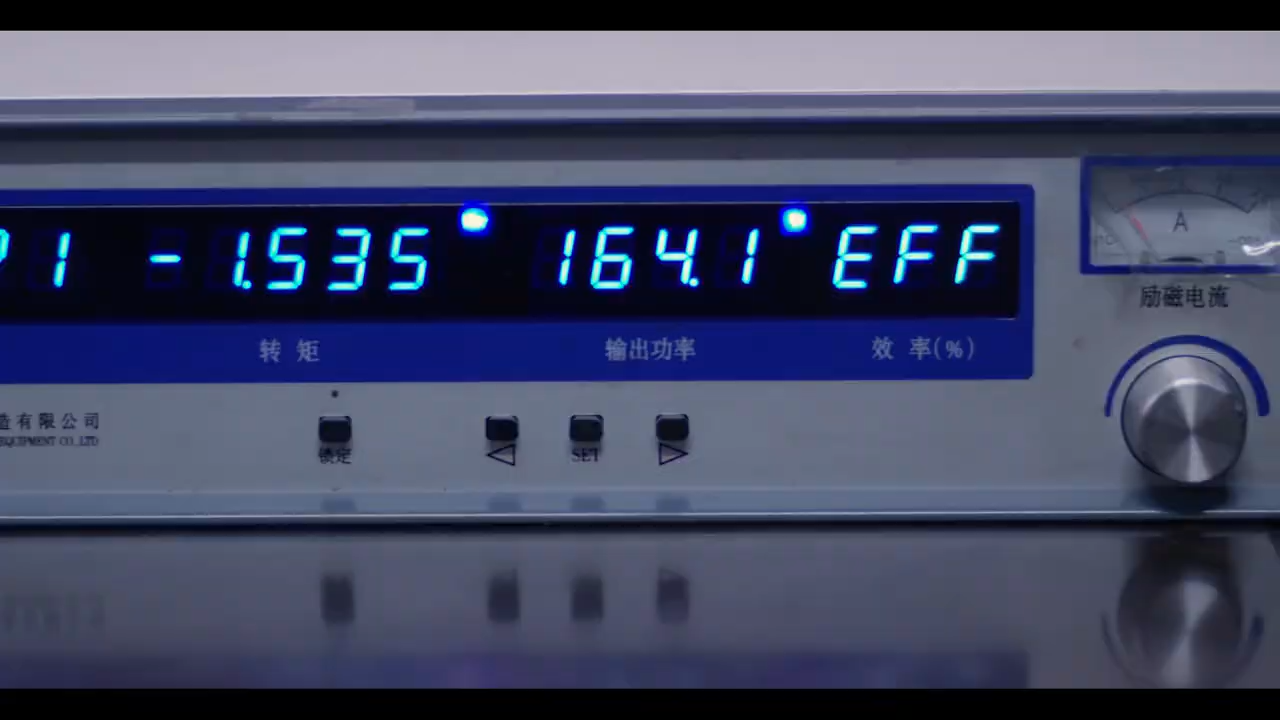 1 -1.535 164.1 EFF
转 矩 输出功率 效 率(%)
A
励磁电流
造有限公司
EQUIPMENT CO.,LTD
锁定 SET